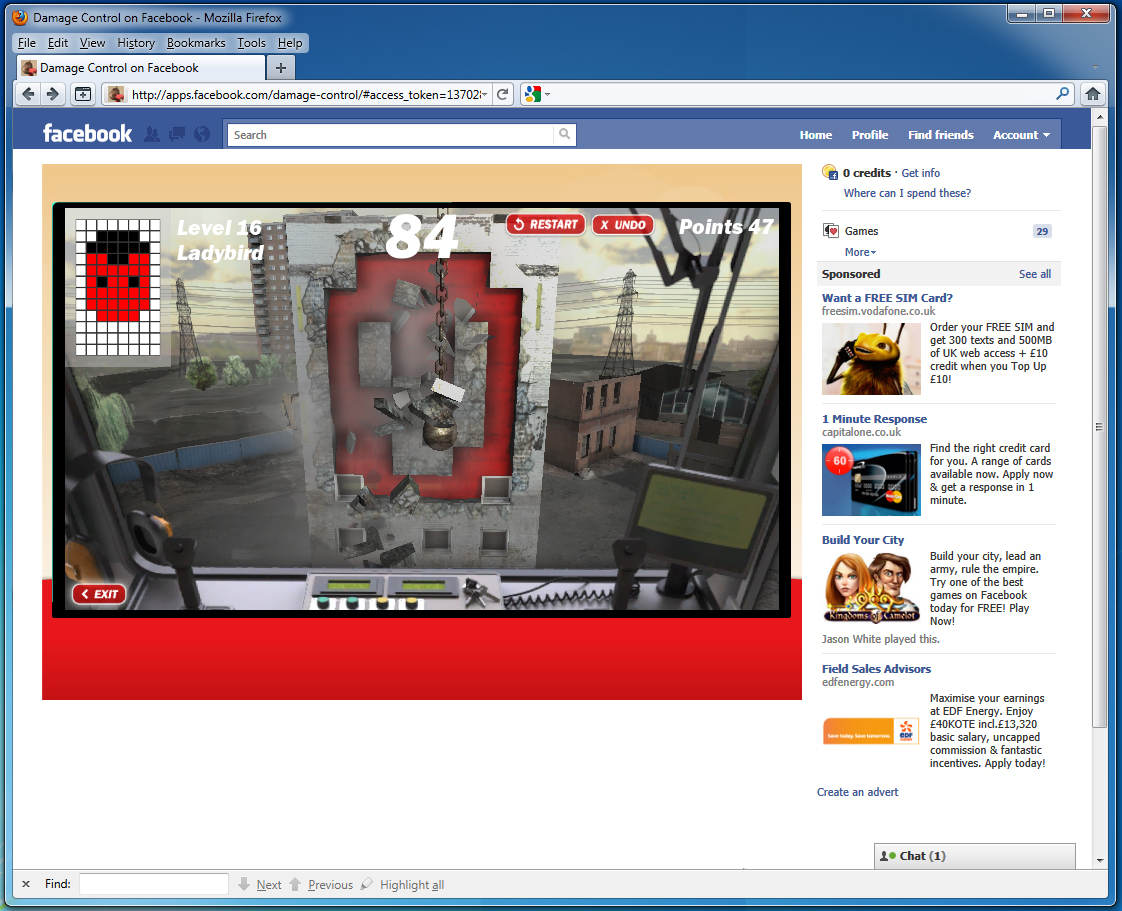 Damage Control on Facebook - Mozilla Firefox
File Edit View History Bookmarks Tools Help
Damage Control on Facebook
http://apps.facebook.com/damage-control/#access_token=13702
facebook
Search
Home Profile Find friends Account
Level 16
Ladybird
84
RESTART
X UNDO
Points 47
EXIT
0 credits · Get info
Where can I spend these?
Games 29
More
Sponsored See all
Want a FREE SIM Card?
freesim.vodafone.co.uk
Order your FREE SIM and
get 300 texts and 500MB
of UK web access + £10
credit when you Top Up
£10!
1 Minute Response
capitalone.co.uk
60
Find the right credit card
for you. A range of cards
available now. Apply now
& get a response in 1
minute.
Build Your City
Kingdoms of Camelot
Build your city, lead an
army, rule the empire.
Try one of the best
games on Facebook
today for FREE! Play
Now!
Jason White played this.
Field Sales Advisors
edfenergy.com
Save today. Save tomorrow.
EDF
Maximise your earnings
at EDF Energy. Enjoy
£40KOTE incl.£13,320
basic salary, uncapped
commission & fantastic
incentives. Apply today!
Create an advert
Chat (1)
Find: Next Previous Highlight all